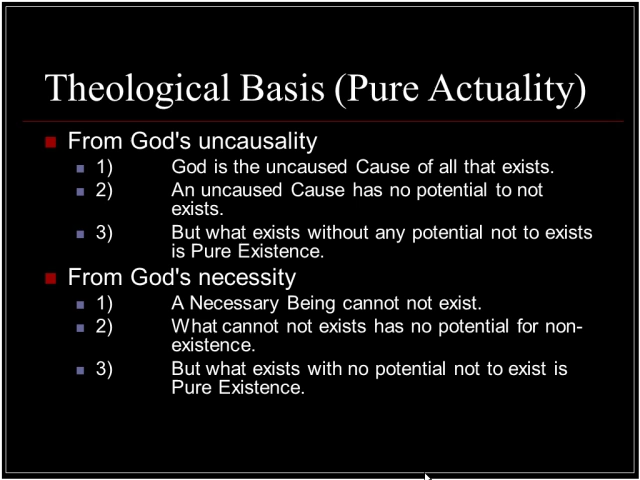 Theological Basis (Pure Actuality)
From God's uncausality
1) God is the uncaused Cause of all that exists.
2) An uncaused Cause has no potential to not
exists.
3) But what exists without any potential not to exists
is Pure Existence.
From God's necessity
1) A Necessary Being cannot not exist.
2) What cannot not exists has no potential for non-
existence.
3) But what exists with no potential not to exist is
Pure Existence.